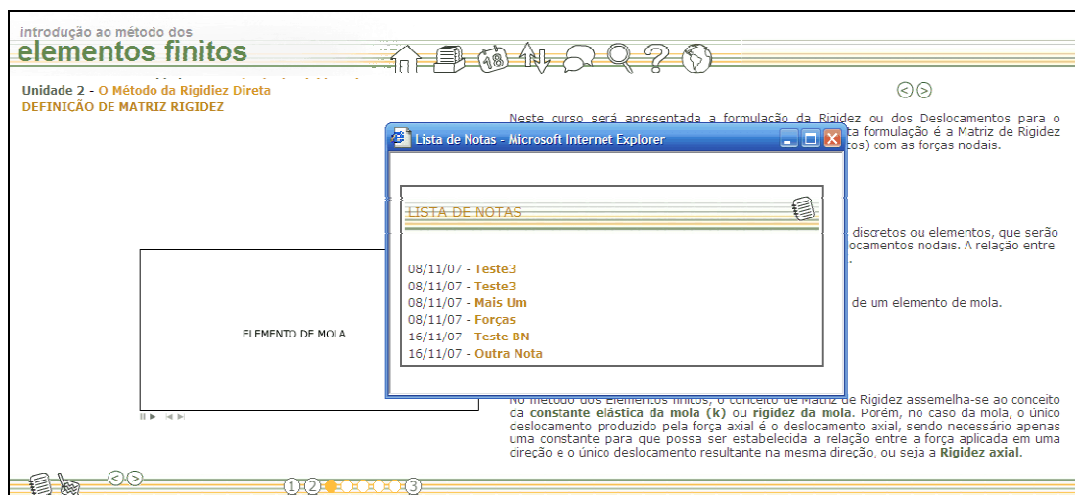 introdução ao método dos
elementos finitos
18
?
Unidade 2 - O Método da Rigidiez Direta
DEFINIÇÃO DE MATRIZ RIGIDEZ
< >
Neste curso será apresentada a formulação da Rigidez ou dos Deslocamentos para o
ta formulação é a Matriz de Rigidez
tos) com as forças nodais.
Lista de Notas - Microsoft Internet Explorer
LISTA DE NOTAS
08/11/07 - Teste3
08/11/07 - Teste3
08/11/07 - Mais Um
08/11/07 - Forças
16/11/07 - Teste BN
16/11/07 - Outra Nota
discretos ou elementos, que serão
locamentos nodais. A relação entre
de um elemento de mola.
ELEMENTO DE MOLA
No método dos Elementos finitos, o conceito de Matriz de Rigidez assemelha-se ao conceito
da constante elástica da mola (k) ou rigidez da mola. Porém, no caso da mola, o único
deslocamento produzido pela força axial é o deslocamento axial, sendo necessário apenas
uma constante para que possa ser estabelecida a relação entre a força aplicada em uma
direção e o único deslocamento resultante na mesma direção, ou seja a Rigidez axial.
< >
1 2 3